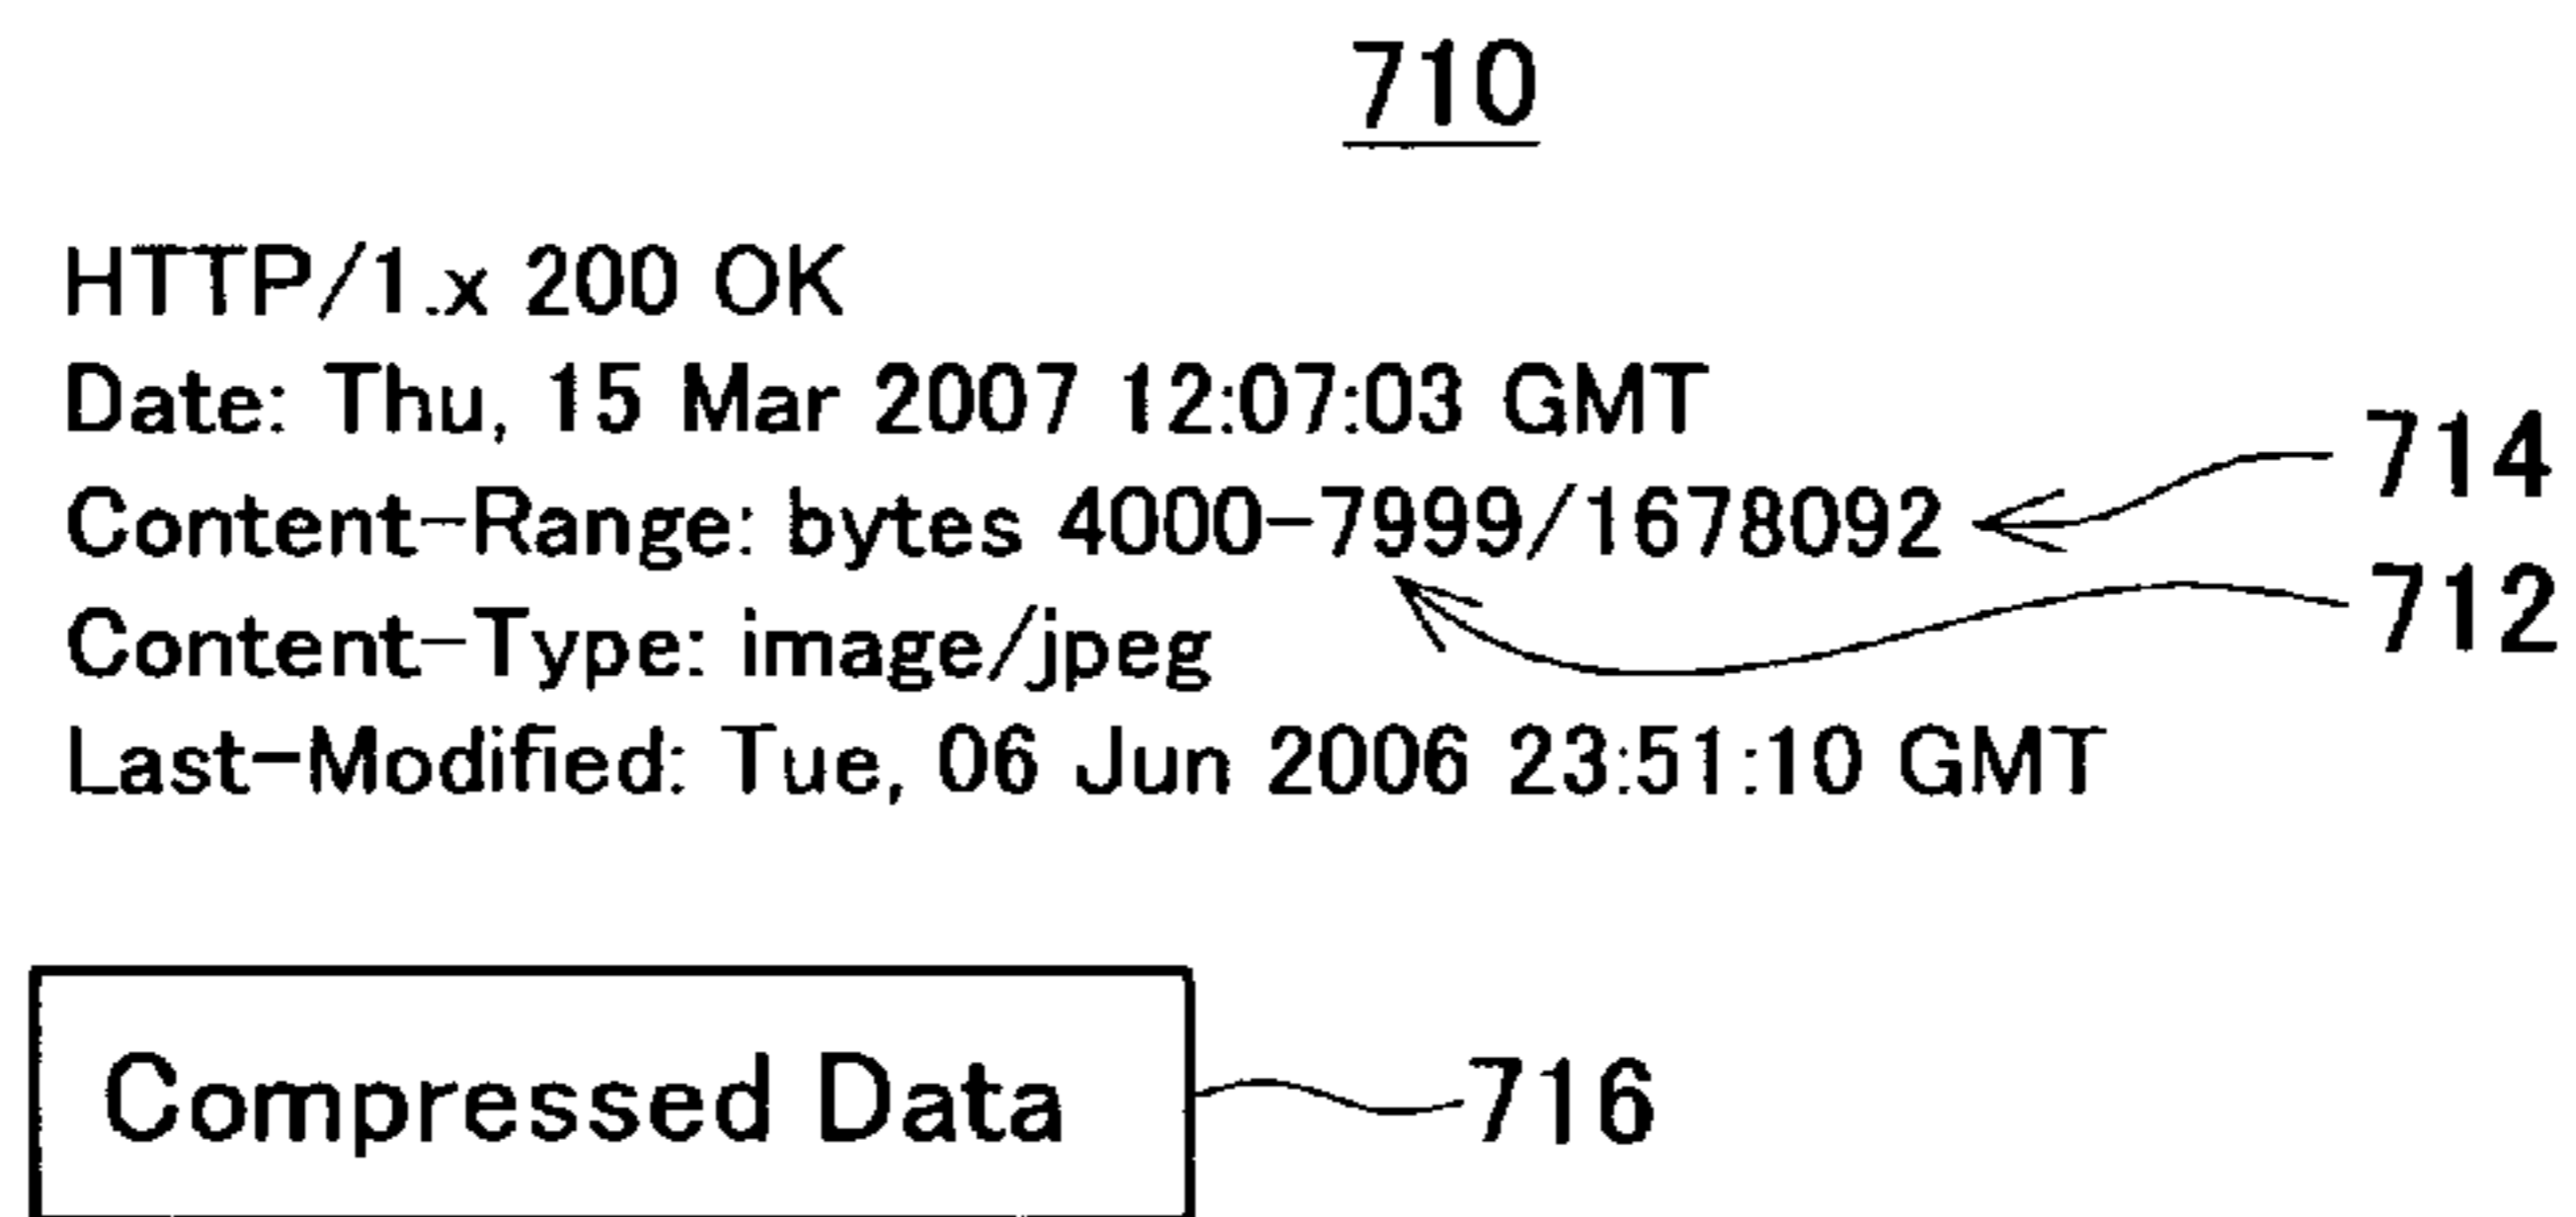 710
HTTP/1.x 200 OK
Date: Thu, 15 Mar 2007 12:07:03 GMT
Content-Range: bytes 4000-7999/1678092
714
712
Content-Type: image/jpeg
Last-Modified: Tue, 06 Jun 2006 23:51:10 GMT
Compressed Data
716